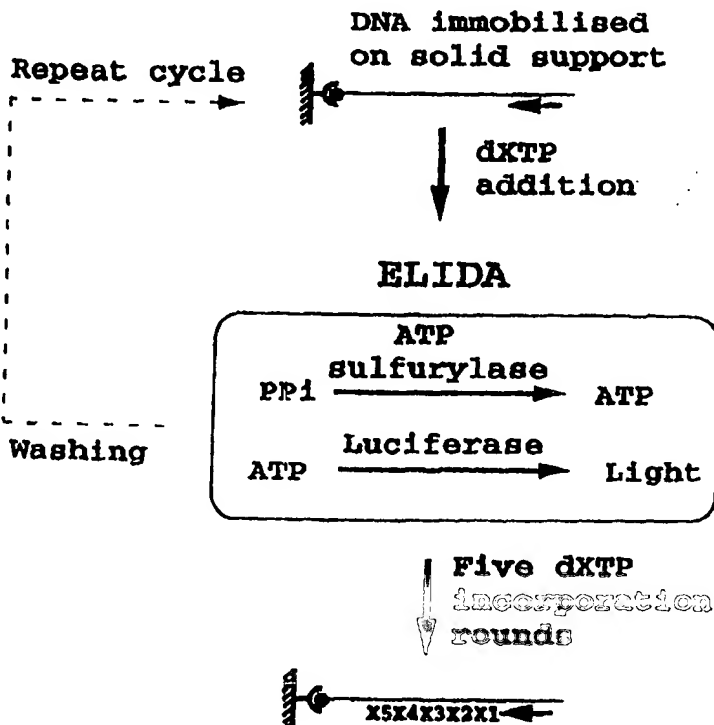 DNA immobilised
on solid support
Repeat cycle
dXTP
addition
ELIDA
ATP
sulfurylase
PPi
ATP
Luciferase
ATP
Light
Washing
Five dXTP
incorporation
rounds
X5X4X3X2X1